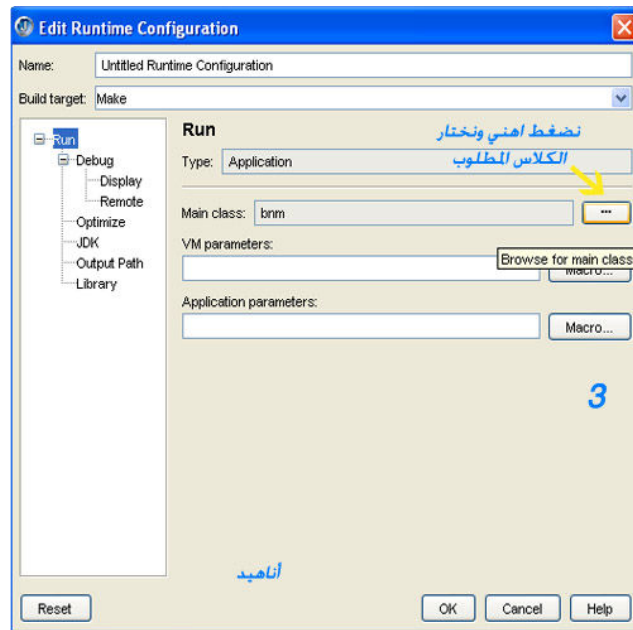 Edit Runtime Configuration
Name: Untitled Runtime Configuration
Build target: Make
Run
Debug
Display
Remote
Optimize
JDK
Output Path
Library
Run
نضغط اهني ونختار
الكلاس المطلوب
Type: Application
Main class: bnm ...
VM parameters:
Browse for main class
Macro...
Application parameters:
Macro...
3
أناهيد
Reset OK Cancel Help